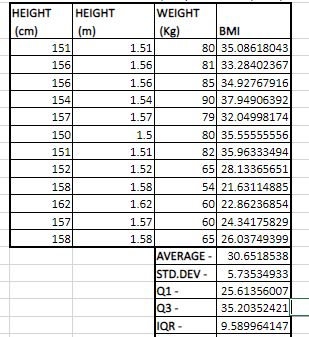 HEIGHT HEIGHT WEIGHT
(cm) (m) (Kg) BMI
151 1.51 80 35.08618043
156 1.56 81 33.28402367
156 1.56 85 34.92767916
154 1.54 90 37.94906392
157 1.57 79 32.04998174
150 1.5 80 35.55555556
151 1.51 82 35.96333494
152 1.52 65 28.13365651
158 1.58 54 21.63114885
162 1.62 60 22.86236854
157 1.57 60 24.34175829
158 1.58 65 26.03749399
AVERAGE - 30.6518538
STD.DEV - 5.73534933
Q1 - 25.61356007
Q3 - 35.20352421
IQR - 9.589964147